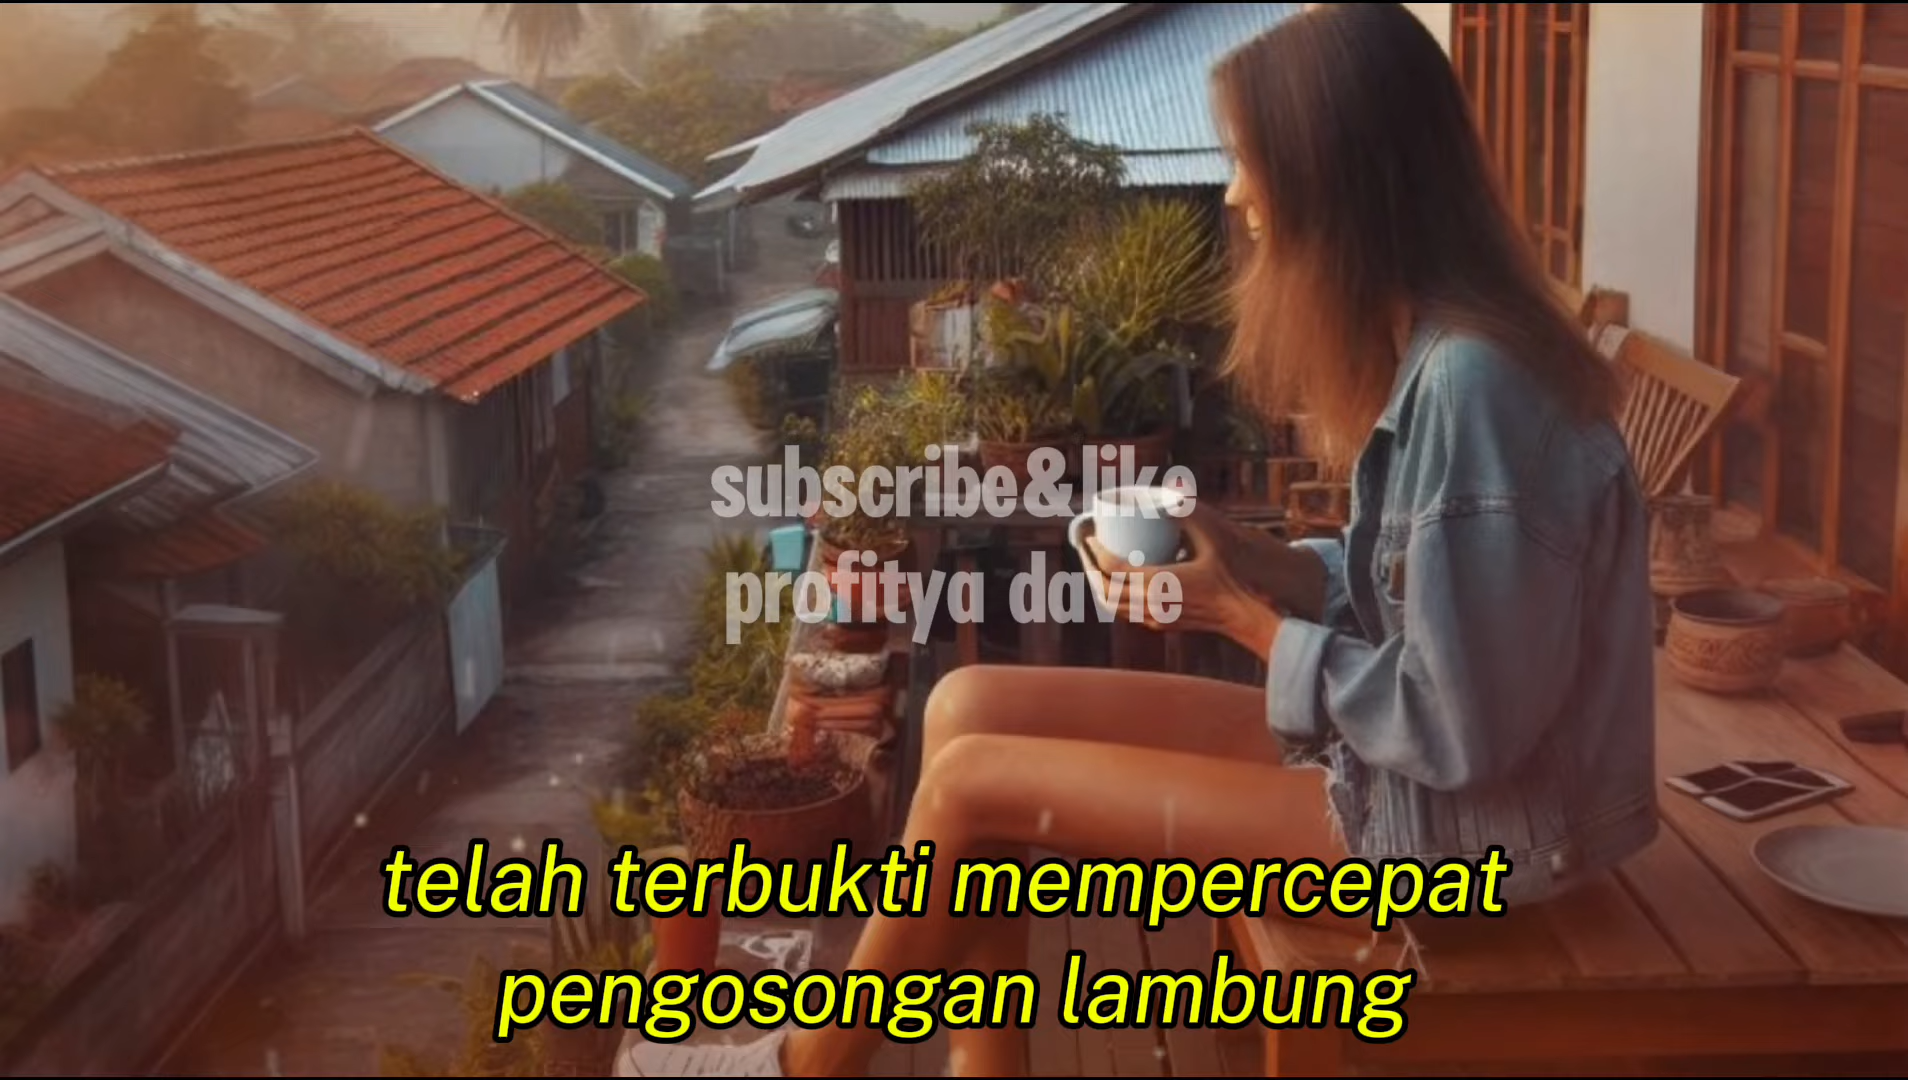 subscribe&like
profitya davie
telah terbukti mempercepat
pengosongan lambung